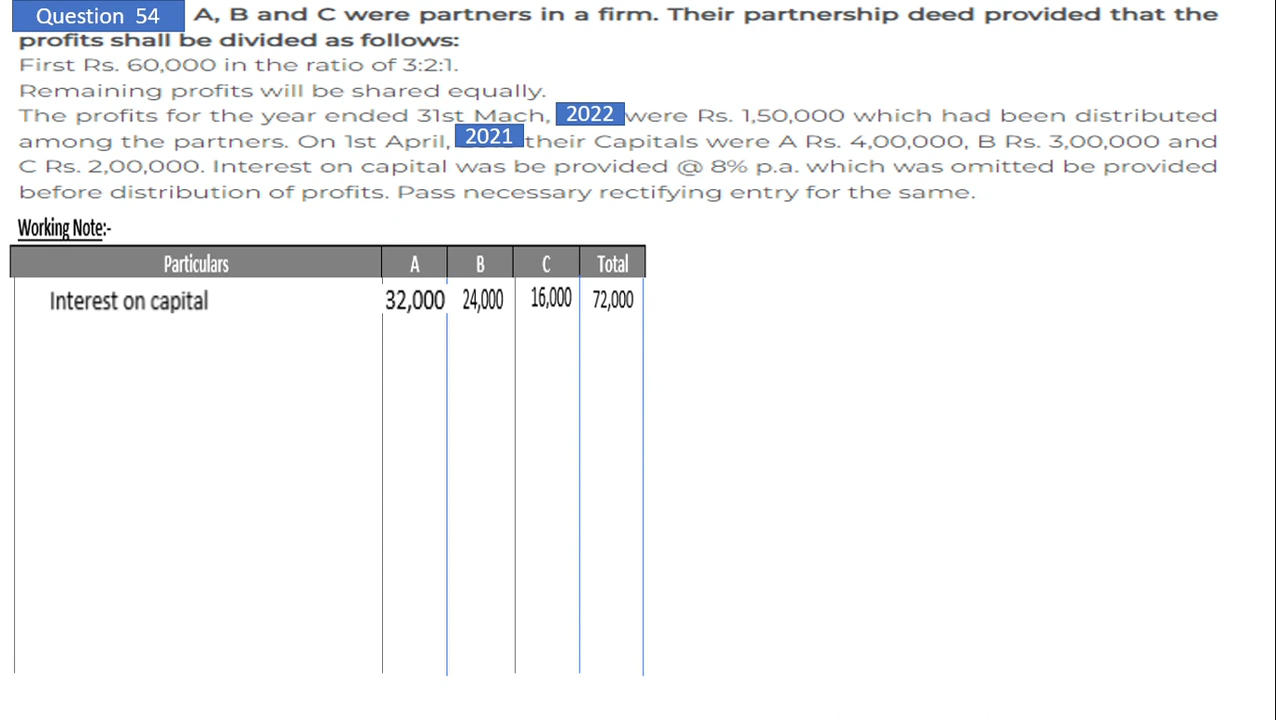 Question 54 A, B and C were partners in a firm. Their partnership deed provided that the
profits shall be divided as follows:
First Rs. 60,000 in the ratio of 3:2:1.
Remaining profits will be shared equally.
The profits for the year ended 31st Mach, 2022 were Rs. 1,50,000 which had been distributed
among the partners. On 1st April, 2021 their Capitals were A Rs. 4,00,000, B Rs. 3,00,000 and
C Rs. 2,00,000. Interest on capital was be provided @ 8% p.a. which was omitted be provided
before distribution of profits. Pass necessary rectifying entry for the same.
Working Note:-
Particulars A B C Total
Interest on capital 32,000 24,000 16,000 72,000